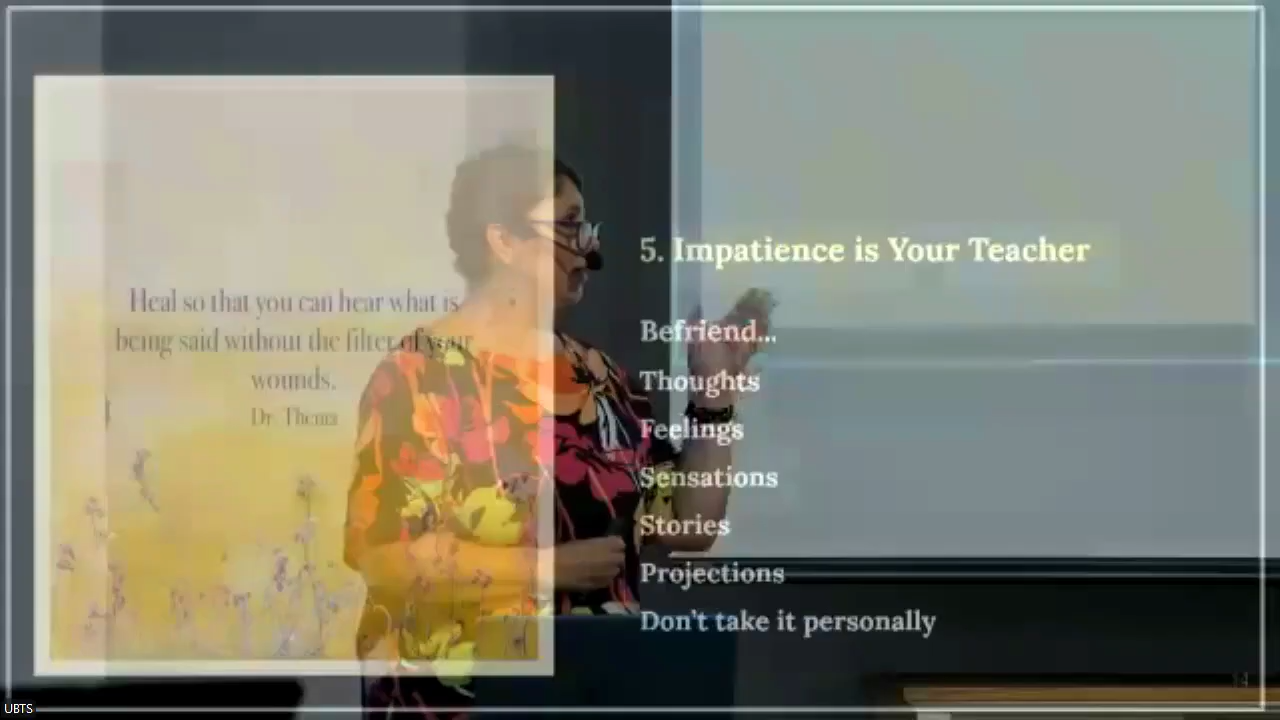 Heal so that you can hear what is
being said without the filter of your
wounds.
Dr. Thema
5. Impatience is Your Teacher
Befriend...
Thoughts
Feelings
Sensations
Stories
Projections
Don't take it personally
14
UBTS